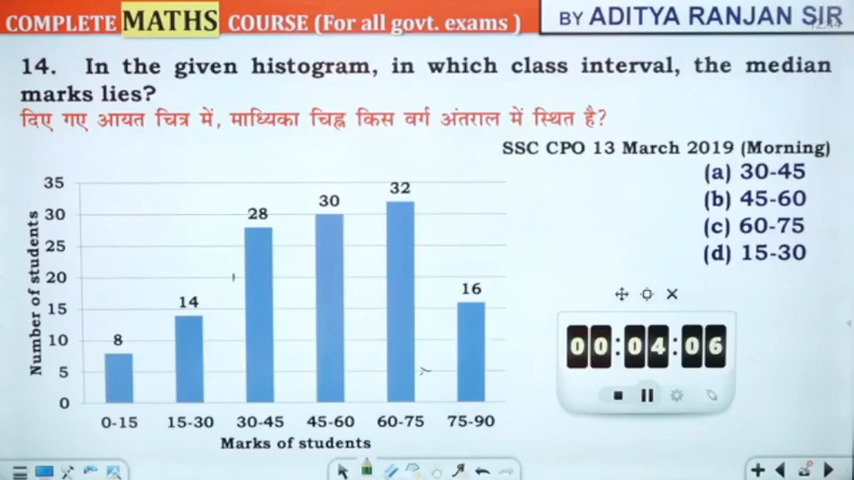 COMPLETE MATHS COURSE (For all govt. exams )
BY ADITYA RANJAN SIR
14. In the given histogram, in which class interval, the median
marks lies?
दिए गए आयत चित्र में, माध्यिका चिह्न किस वर्ग अंतराल में स्थित है?
SSC CPO 13 March 2019 (Morning)
(a) 30-45
(b) 45-60
(c) 60-75
(d) 15-30
Number of students
35
30
25
20
15
10
5
0
8
14
28
30
32
16
0-15 15-30 30-45 45-60 60-75 75-90
Marks of students
00:04:06